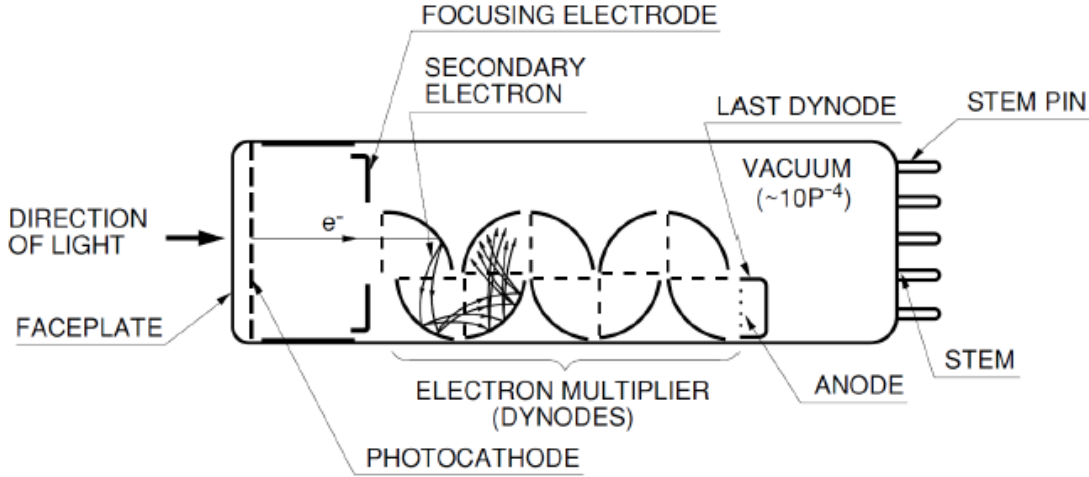 FOCUSING ELECTRODE
SECONDARY
ELECTRON
LAST DYNODE
STEM PIN
VACUUM
(~10P⁻⁴)
DIRECTION
OF LIGHT
e⁻
FACEPLATE
STEM
ANODE
ELECTRON MULTIPLIER
(DYNODES)
PHOTOCATHODE